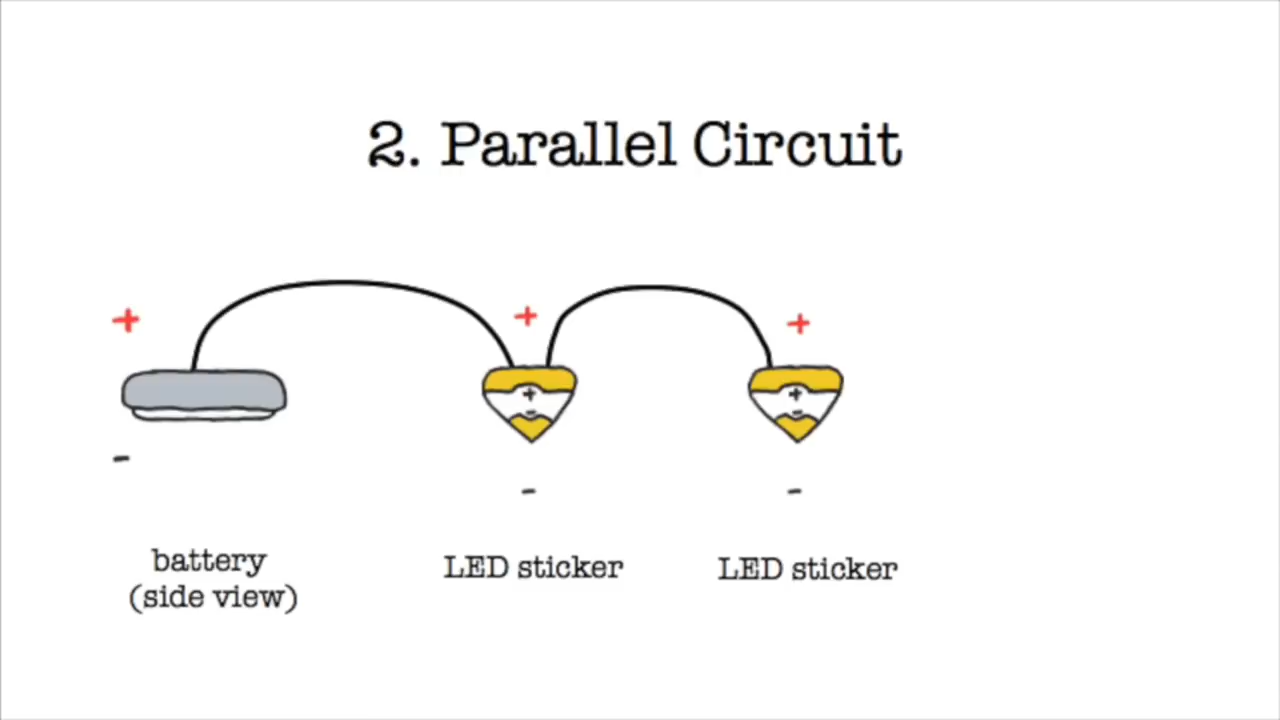 2. Parallel Circuit
+ + +
+ +
- -
- - -
battery
(side view)
LED sticker
LED sticker